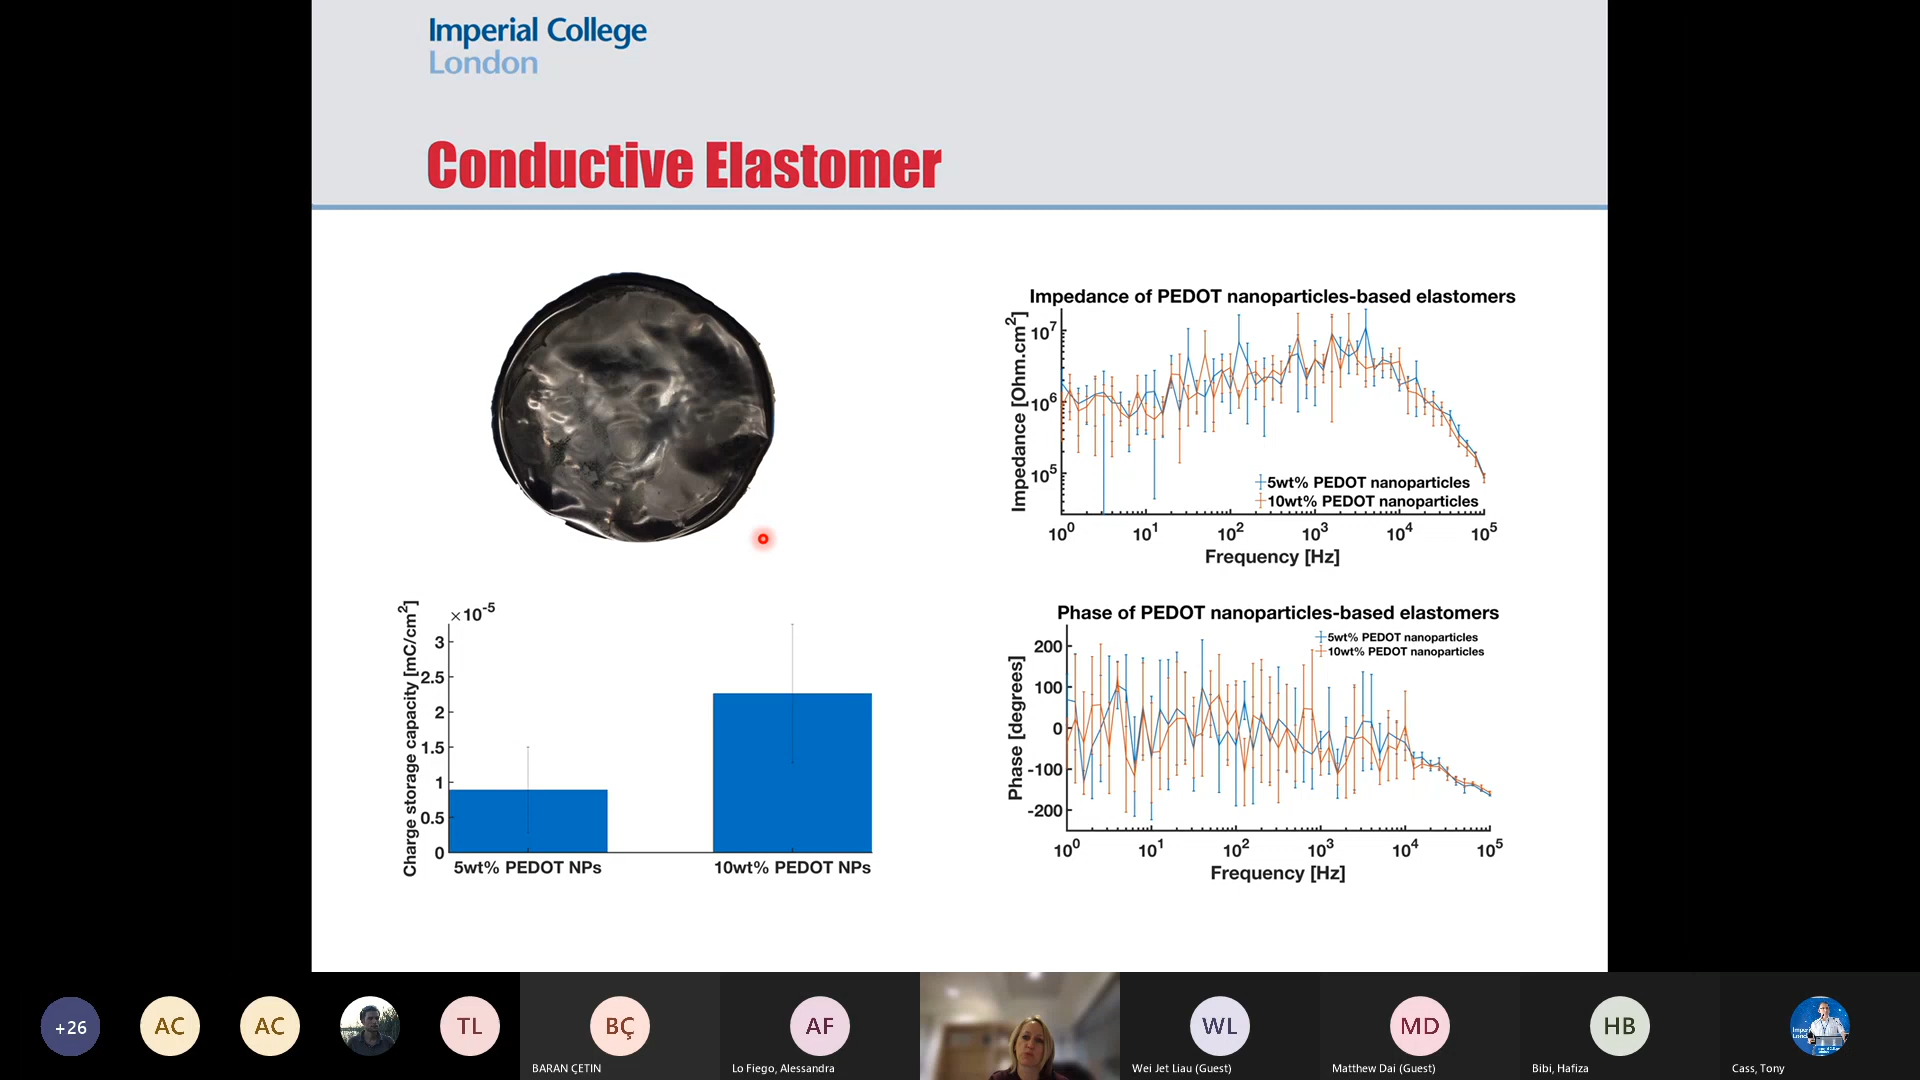 Imperial College
London
Conductive Elastomer
Impedance of PEDOT nanoparticles-based elastomers
Impedance [Ohm.cm2]
10^7
10^6
10^5
5wt% PEDOT nanoparticles
10wt% PEDOT nanoparticles
10^0 10^1 10^2 10^3 10^4 10^5
Frequency [Hz]
×10^-5
Charge storage capacity [mC/cm2]
3
2.5
2
1.5
1
0.5
0
5wt% PEDOT NPs 10wt% PEDOT NPs
Phase of PEDOT nanoparticles-based elastomers
Phase [degrees]
200
100
0
-100
-200
5wt% PEDOT nanoparticles
10wt% PEDOT nanoparticles
10^0 10^1 10^2 10^3 10^4 10^5
Frequency [Hz]
+26 AC AC TL BÇ AF WL MD HB
BARAN ÇETIN Lo Fiego, Alessandra Wei Jet Liau (Guest) Matthew Dai (Guest) Bibi, Hafiza Cass, Tony